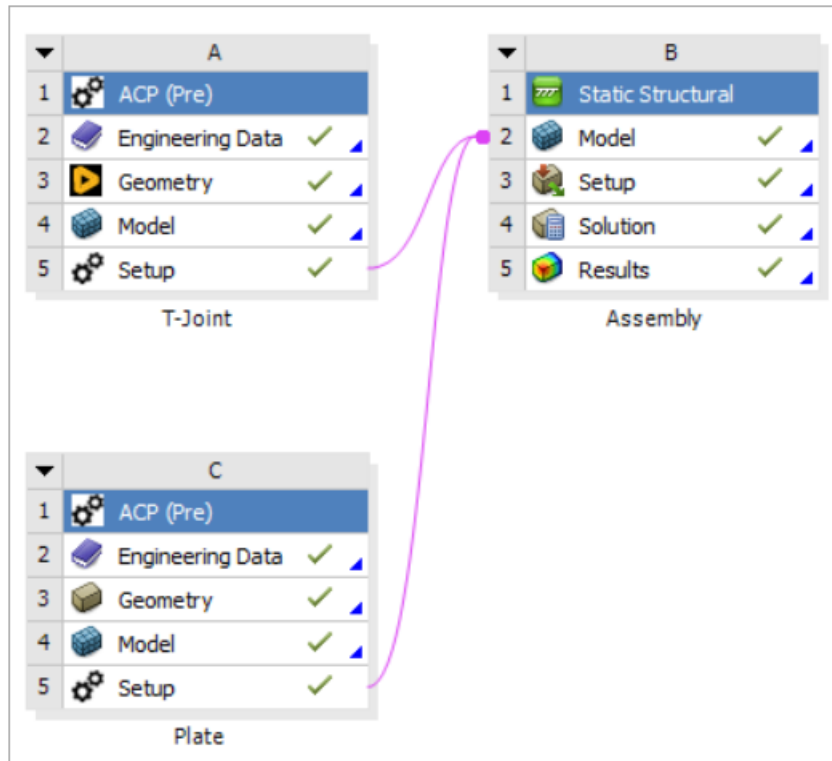 A
1 ACP (Pre)
2 Engineering Data
3 Geometry
4 Model
5 Setup
T-Joint
B
1 Static Structural
2 Model
3 Setup
4 Solution
5 Results
Assembly
C
1 ACP (Pre)
2 Engineering Data
3 Geometry
4 Model
5 Setup
Plate